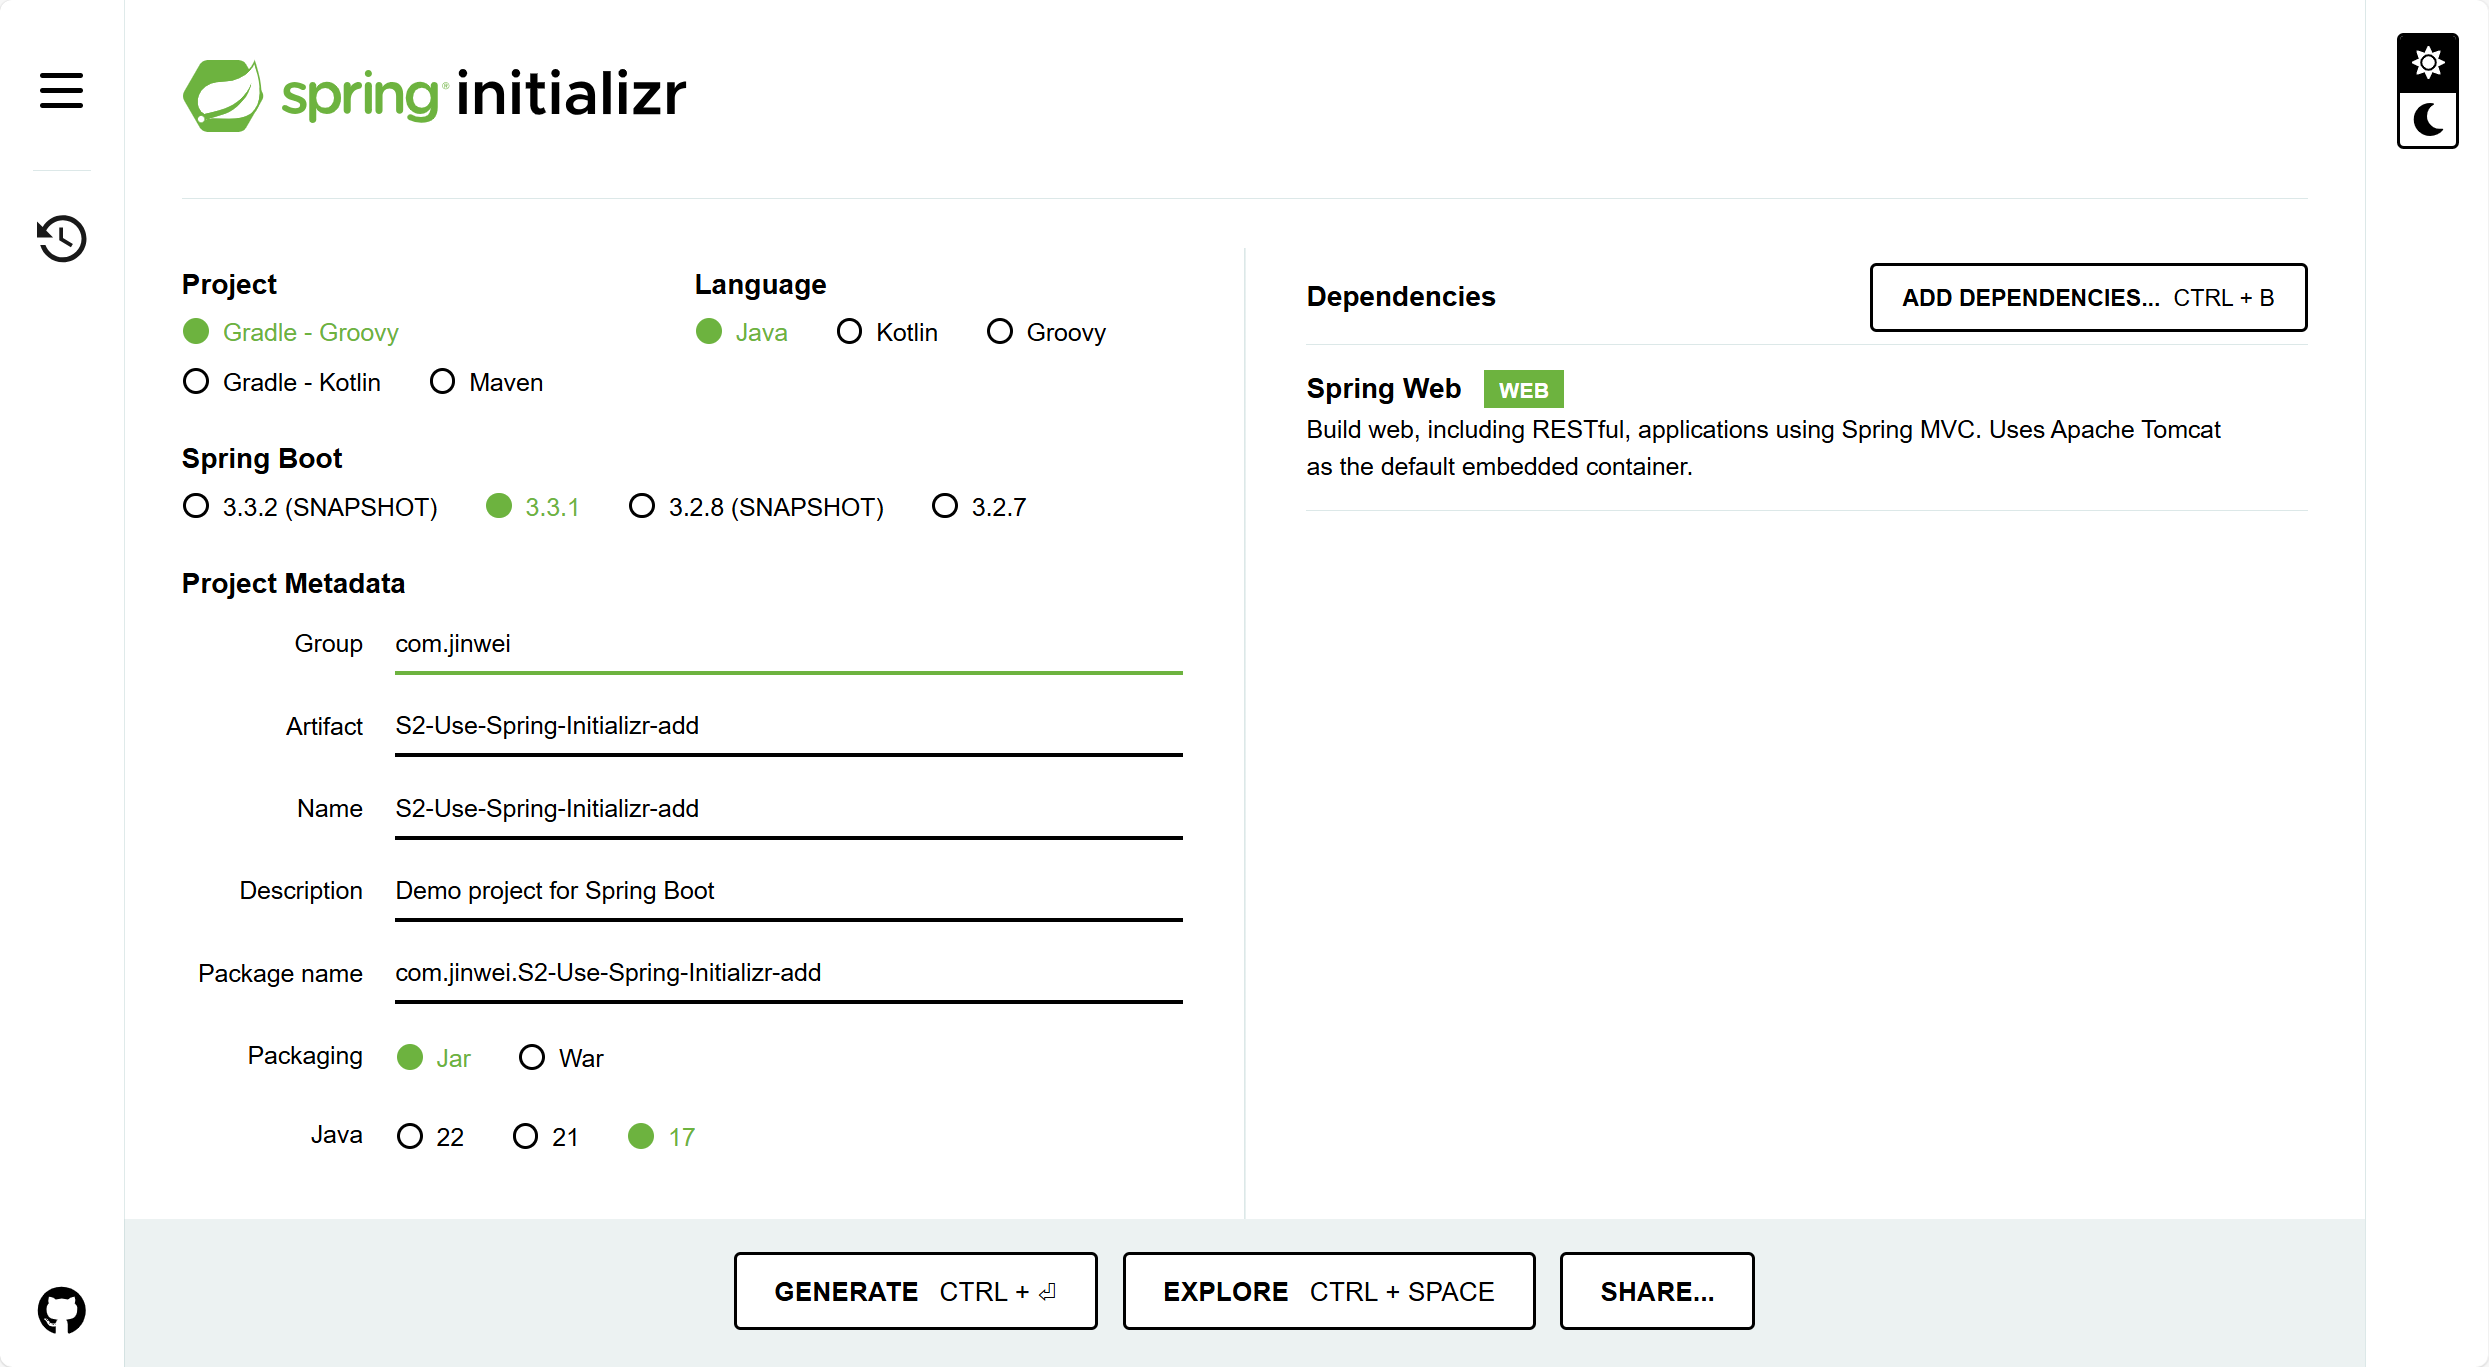 spring initializr
Project
Gradle - Groovy
Gradle - Kotlin Maven
Language
Java Kotlin Groovy
Spring Boot
3.3.2 (SNAPSHOT) 3.3.1 3.2.8 (SNAPSHOT) 3.2.7
Project Metadata
Group com.jinwei
Artifact S2-Use-Spring-Initializr-add
Name S2-Use-Spring-Initializr-add
Description Demo project for Spring Boot
Package name com.jinwei.S2-Use-Spring-Initializr-add
Packaging Jar War
Java 22 21 17
Dependencies ADD DEPENDENCIES... CTRL + B
Spring Web WEB
Build web, including RESTful, applications using Spring MVC. Uses Apache Tomcat
as the default embedded container.
GENERATE CTRL + ⏎ EXPLORE CTRL + SPACE SHARE...